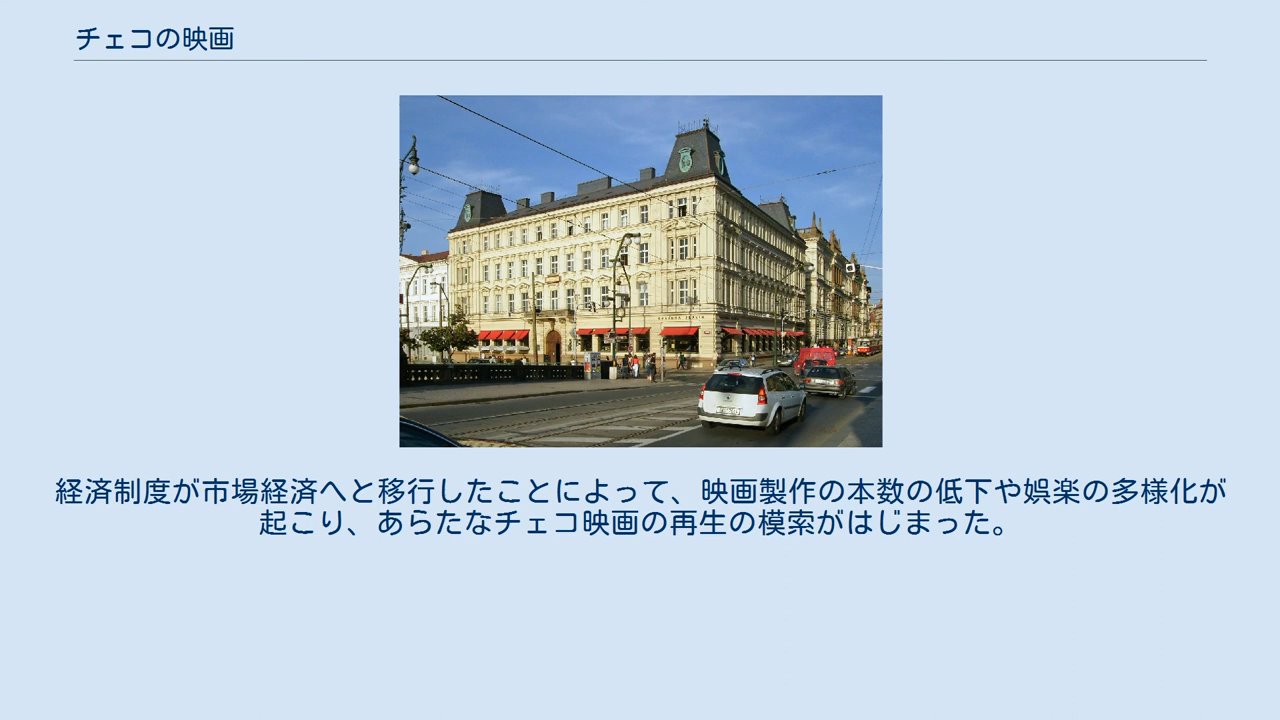 チェコの映画
経済制度が市場経済へと移行したことによって、映画製作の本数の低下や娯楽の多様化が
起こり、あらたなチェコ映画の再生の模索がはじまった。